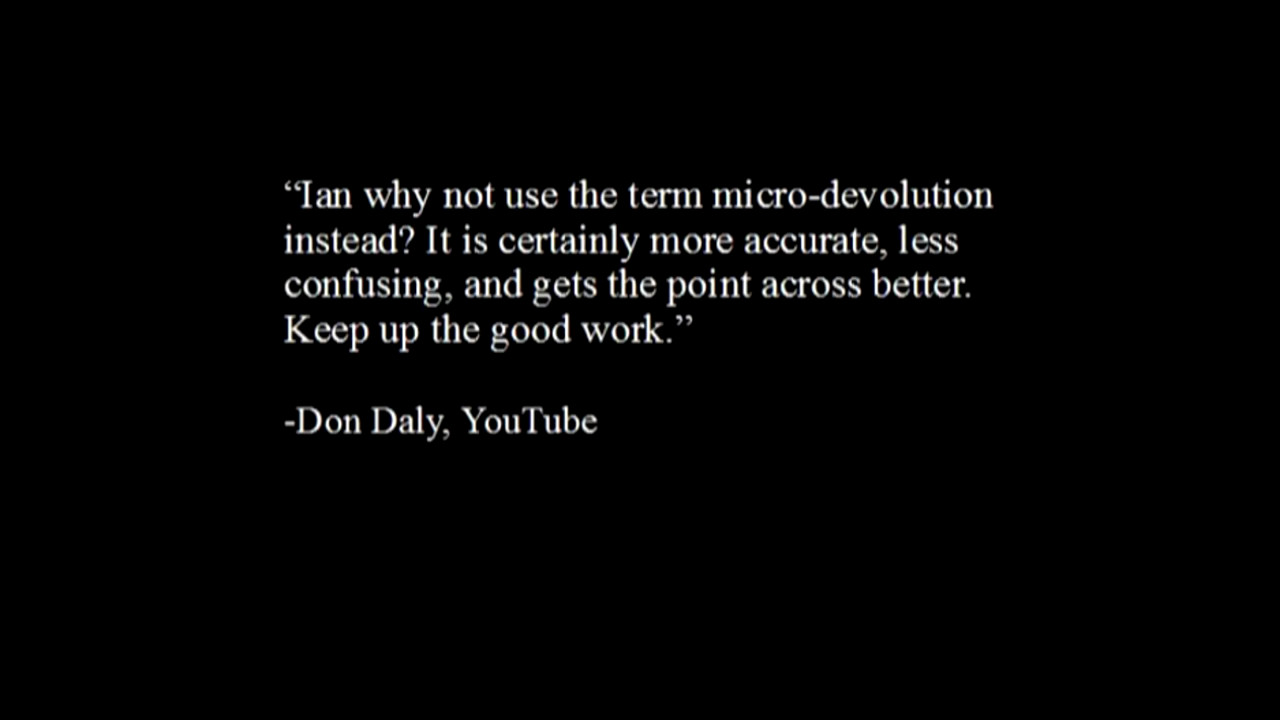 “Ian why not use the term micro-devolution
instead? It is certainly more accurate, less
confusing, and gets the point across better.
Keep up the good work.”
-Don Daly, YouTube